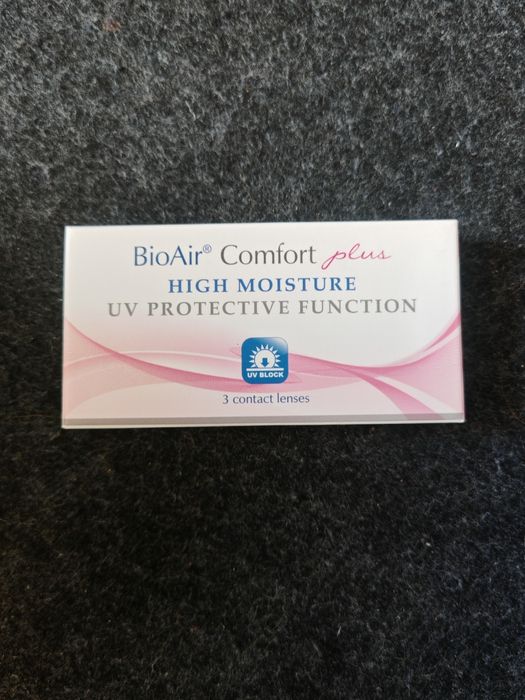 BioAir® Comfort plus
HIGH MOISTURE
UV PROTECTIVE FUNCTION
UV BLOCK
3 contact lenses